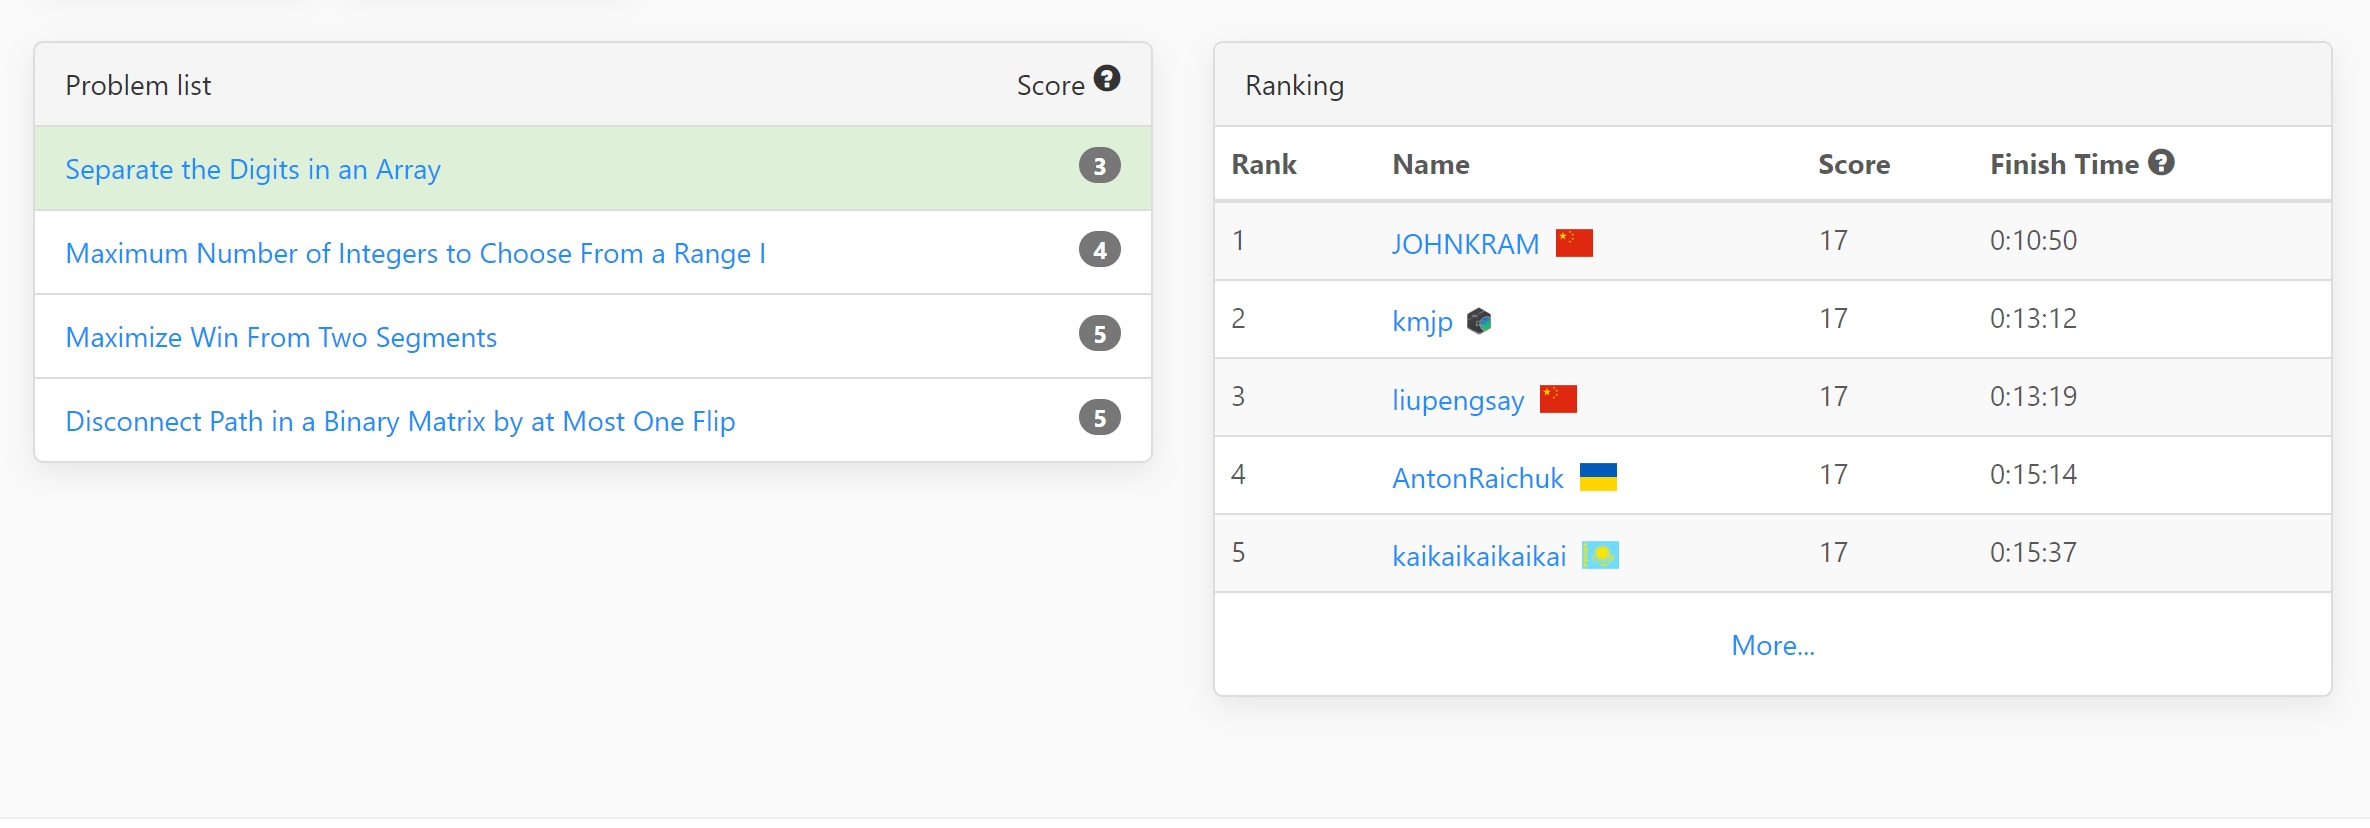 Problem list Score
Separate the Digits in an Array 3
Maximum Number of Integers to Choose From a Range I 4
Maximize Win From Two Segments 5
Disconnect Path in a Binary Matrix by at Most One Flip 5
Ranking
Rank Name Score Finish Time
1 JOHNKRAM 17 0:10:50
2 kmjp 17 0:13:12
3 liupengsay 17 0:13:19
4 AntonRaichuk 17 0:15:14
5 kaikaikaikaikai 17 0:15:37
More...